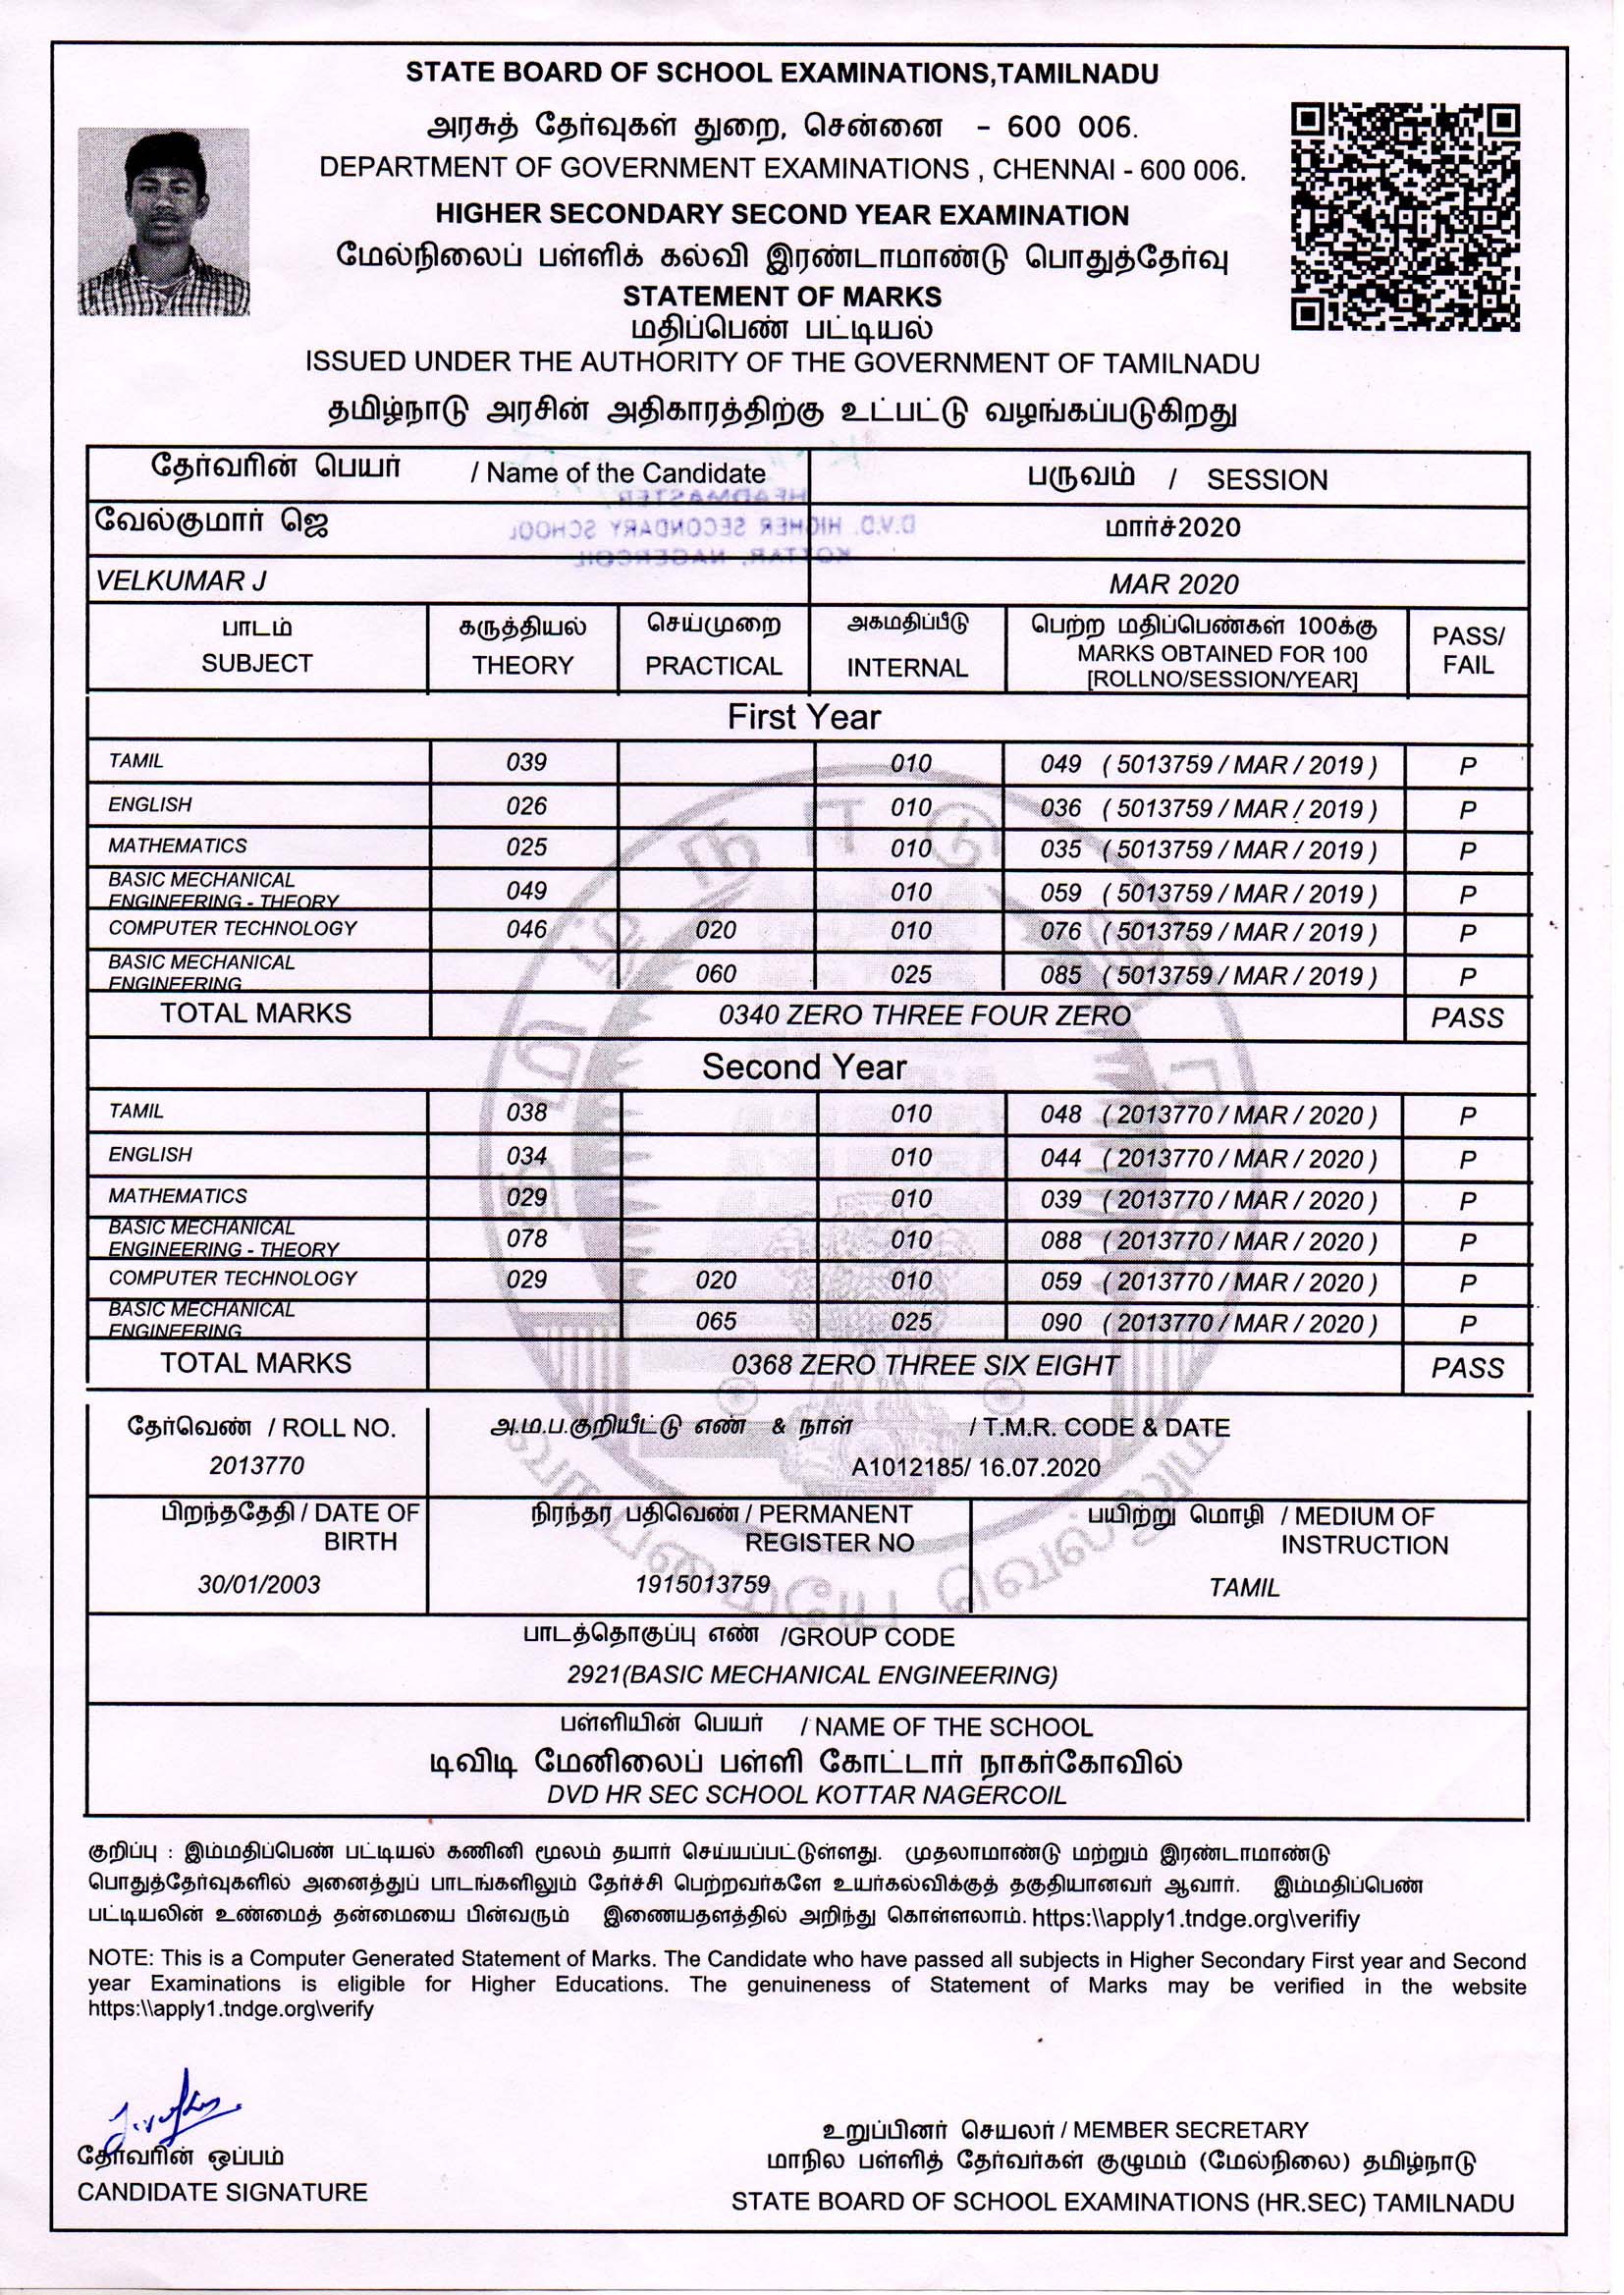 STATE BOARD OF SCHOOL EXAMINATIONS,TAMILNADU
அரசுத் தேர்வுகள் துறை, சென்னை - 600 006.
DEPARTMENT OF GOVERNMENT EXAMINATIONS , CHENNAI - 600 006.
HIGHER SECONDARY SECOND YEAR EXAMINATION
மேல்நிலைப் பள்ளிக் கல்வி இரண்டாமாண்டு பொதுத்தேர்வு
STATEMENT OF MARKS
மதிப்பெண் பட்டியல்
ISSUED UNDER THE AUTHORITY OF THE GOVERNMENT OF TAMILNADU
தமிழ்நாடு அரசின் அதிகாரத்திற்கு உட்பட்டு வழங்கப்படுகிறது
தேர்வரின் பெயர் / Name of the Candidate பருவம் / SESSION
HEADMASTER
D.V.D. HIGHER SECONDARY SCHOOL
KOTTAR, NAGERCOIL
வேல்குமார் ஜெ மார்ச்2020
VELKUMAR J MAR 2020
பாடம் கருத்தியல் செய்முறை அகமதிப்பீடு பெற்ற மதிப்பெண்கள் 100க்கு PASS/
SUBJECT THEORY PRACTICAL INTERNAL MARKS OBTAINED FOR 100 FAIL
[ROLLNO/SESSION/YEAR]
First Year
TAMIL 039 010 049 ( 5013759 / MAR / 2019 ) P
ENGLISH 026 010 036 ( 5013759 / MAR / 2019 ) P
MATHEMATICS 025 010 035 ( 5013759 / MAR / 2019 ) P
BASIC MECHANICAL
ENGINEERING - THEORY 049 010 059 ( 5013759 / MAR / 2019 ) P
COMPUTER TECHNOLOGY 046 020 010 076 ( 5013759 / MAR / 2019 ) P
BASIC MECHANICAL
ENGINEERING 060 025 085 ( 5013759 / MAR / 2019 ) P
TOTAL MARKS 0340 ZERO THREE FOUR ZERO PASS
Second Year
TAMIL 038 010 048 ( 2013770 / MAR / 2020 ) P
ENGLISH 034 010 044 ( 2013770 / MAR / 2020 ) P
MATHEMATICS 029 010 039 ( 2013770 / MAR / 2020 ) P
BASIC MECHANICAL
ENGINEERING - THEORY 078 010 088 ( 2013770 / MAR / 2020 ) P
COMPUTER TECHNOLOGY 029 020 010 059 ( 2013770 / MAR / 2020 ) P
BASIC MECHANICAL
ENGINEERING 065 025 090 ( 2013770 / MAR / 2020 ) P
TOTAL MARKS 0368 ZERO THREE SIX EIGHT PASS
தேர்வெண் / ROLL NO. அ.ம.ப.குறியீட்டு எண் & நாள் / T.M.R. CODE & DATE
2013770 A1012185/ 16.07.2020
பிறந்ததேதி / DATE OF நிரந்தர பதிவெண் / PERMANENT பயிற்று மொழி / MEDIUM OF
BIRTH REGISTER NO INSTRUCTION
30/01/2003 1915013759 TAMIL
பாடத்தொகுப்பு எண் /GROUP CODE
2921(BASIC MECHANICAL ENGINEERING)
பள்ளியின் பெயர் / NAME OF THE SCHOOL
டிவிடி மேனிலைப் பள்ளி கோட்டார் நாகர்கோவில்
DVD HR SEC SCHOOL KOTTAR NAGERCOIL
வாய்மையே வெல்லும்
குறிப்பு : இம்மதிப்பெண் பட்டியல் கணினி மூலம் தயார் செய்யப்பட்டுள்ளது. முதலாமாண்டு மற்றும் இரண்டாமாண்டு
பொதுத்தேர்வுகளில் அனைத்துப் பாடங்களிலும் தேர்ச்சி பெற்றவர்களே உயர்கல்விக்குத் தகுதியானவர் ஆவார். இம்மதிப்பெண்
பட்டியலின் உண்மைத் தன்மையை பின்வரும் இணையதளத்தில் அறிந்து கொள்ளலாம். https:\\apply1.tndge.org\verifiy
NOTE: This is a Computer Generated Statement of Marks. The Candidate who have passed all subjects in Higher Secondary First year and Second
year Examinations is eligible for Higher Educations. The genuineness of Statement of Marks may be verified in the website
https:\\apply1.tndge.org\verify
தேர்வரின் ஒப்பம்
CANDIDATE SIGNATURE
உறுப்பினர் செயலர் / MEMBER SECRETARY
மாநில பள்ளித் தேர்வர்கள் குழுமம் (மேல்நிலை) தமிழ்நாடு
STATE BOARD OF SCHOOL EXAMINATIONS (HR.SEC) TAMILNADU